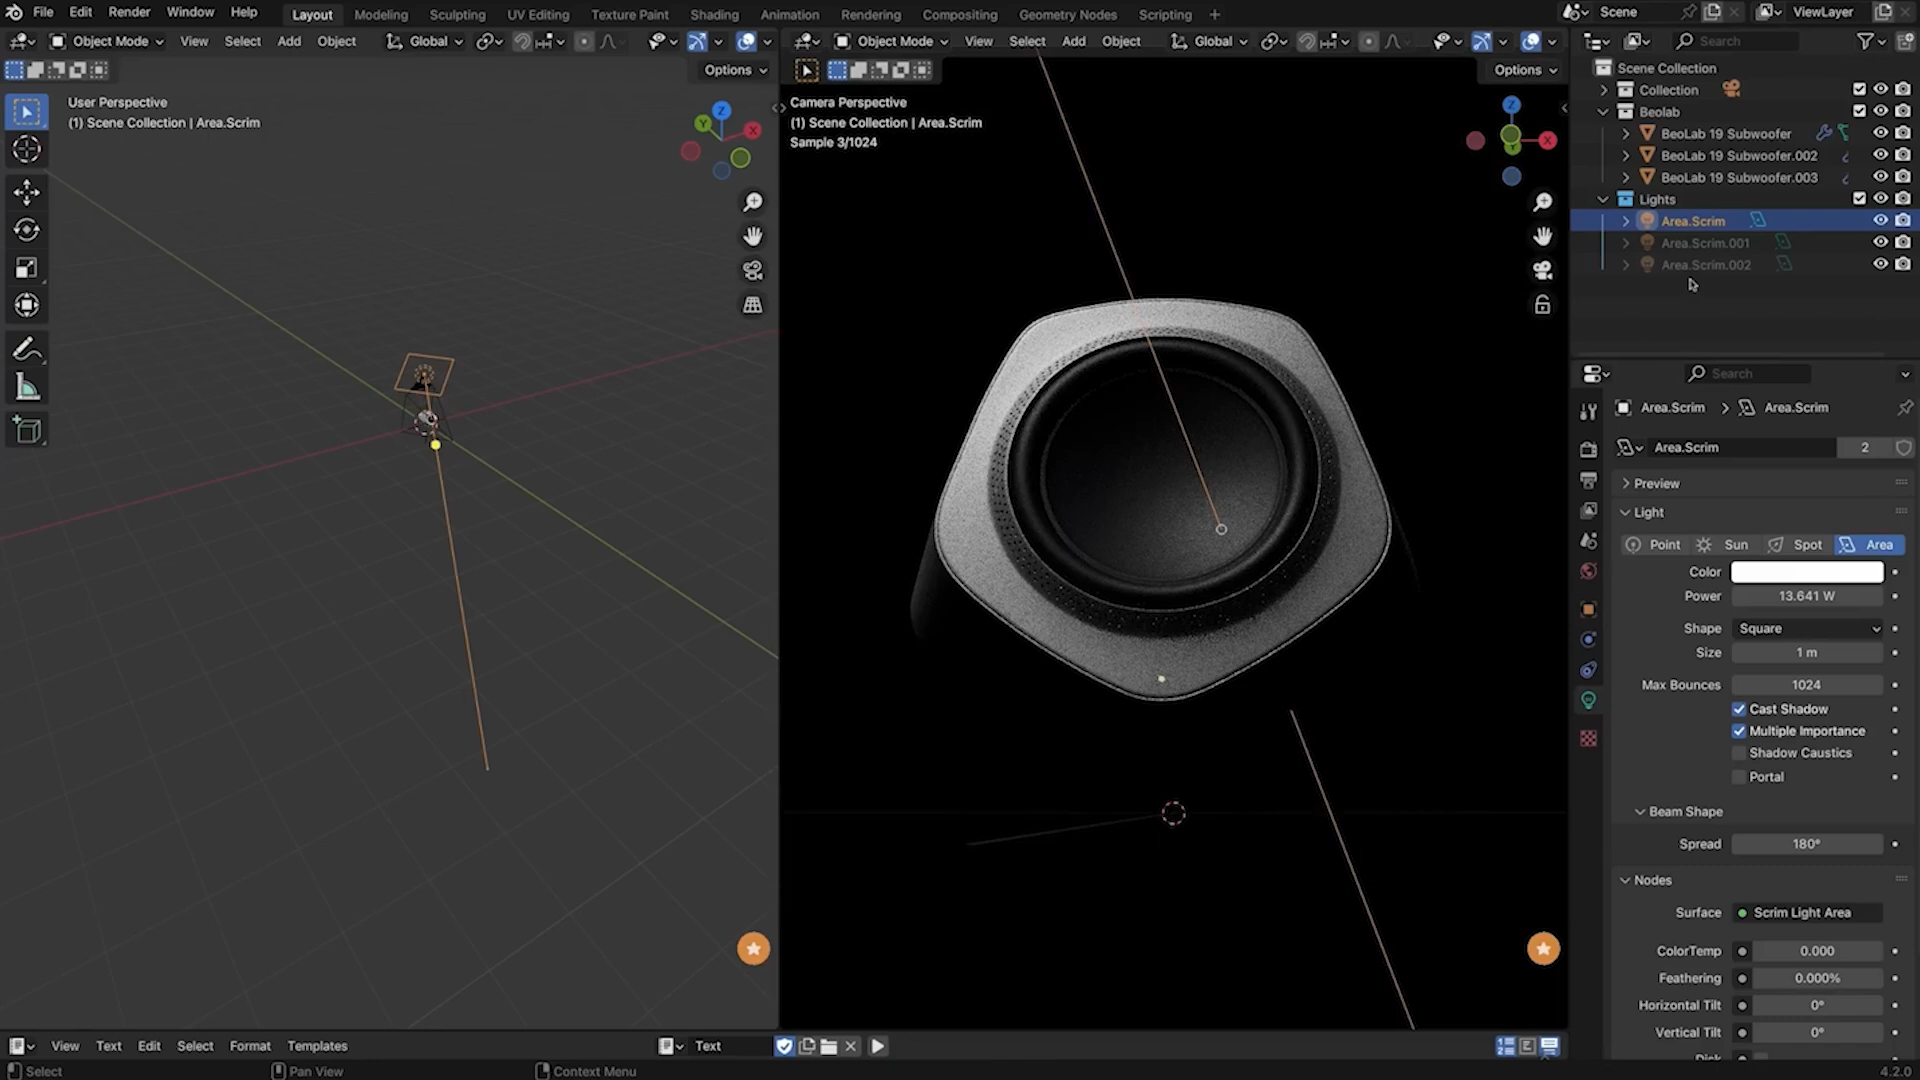 File Edit Render Window Help Layout Modeling Sculpting UV Editing Texture Paint Shading Animation Rendering Compositing Geometry Nodes Scripting + Scene ViewLayer
Object Mode View Select Add Object Global
Object Mode View Select Add Object Global
Search
Options
Options
User Perspective
(1) Scene Collection | Area.Scrim
Z
Y
X
Camera Perspective
(1) Scene Collection | Area.Scrim
Sample 3/1024
Z
Y
X
Scene Collection
Collection
Beolab
BeoLab 19 Subwoofer
BeoLab 19 Subwoofer.002
BeoLab 19 Subwoofer.003
Lights
Area.Scrim
Area.Scrim.001
Area.Scrim.002
Search
Area.Scrim > Area.Scrim
Area.Scrim 2
Preview
Light
Point Sun Spot Area
Color
Power 13.641 W
Shape Square
Size 1 m
Max Bounces 1024
Cast Shadow
Multiple Importance
Shadow Caustics
Portal
Beam Shape
Spread 180°
Nodes
Surface Scrim Light Area
ColorTemp 0.000
Feathering 0.000%
Horizontal Tilt 0°
Vertical Tilt 0°
View Text Edit Select Format Templates Text
Select Pan View Context Menu 4.2.0